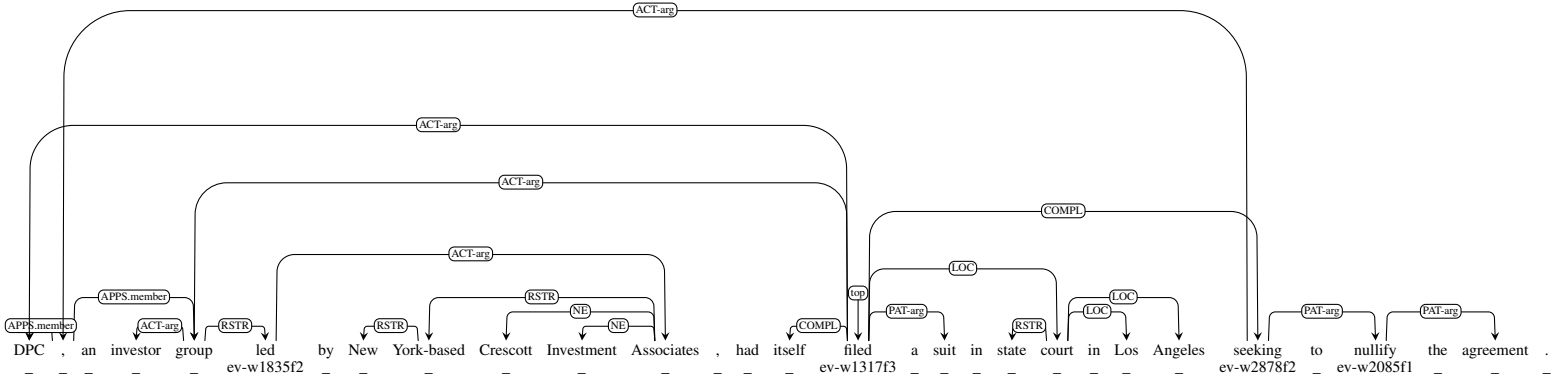 ACT-arg
ACT-arg
ACT-arg
COMPL
ACT-arg
LOC
top
APPS.member RSTR LOC
NE PAT-arg LOC PAT-arg PAT-arg
APPS.member ACT-arg RSTR RSTR NE COMPL RSTR
DPC , an investor group led by New York-based Crescott Investment Associates , had itself filed a suit in state court in Los Angeles seeking to nullify the agreement .
_ _ _ _ _ ev-w1835f2 _ _ _ _ _ _ _ _ _ ev-w1317f3 _ _ _ _ _ _ _ _ ev-w2878f2 _ ev-w2085f1 _ _ _